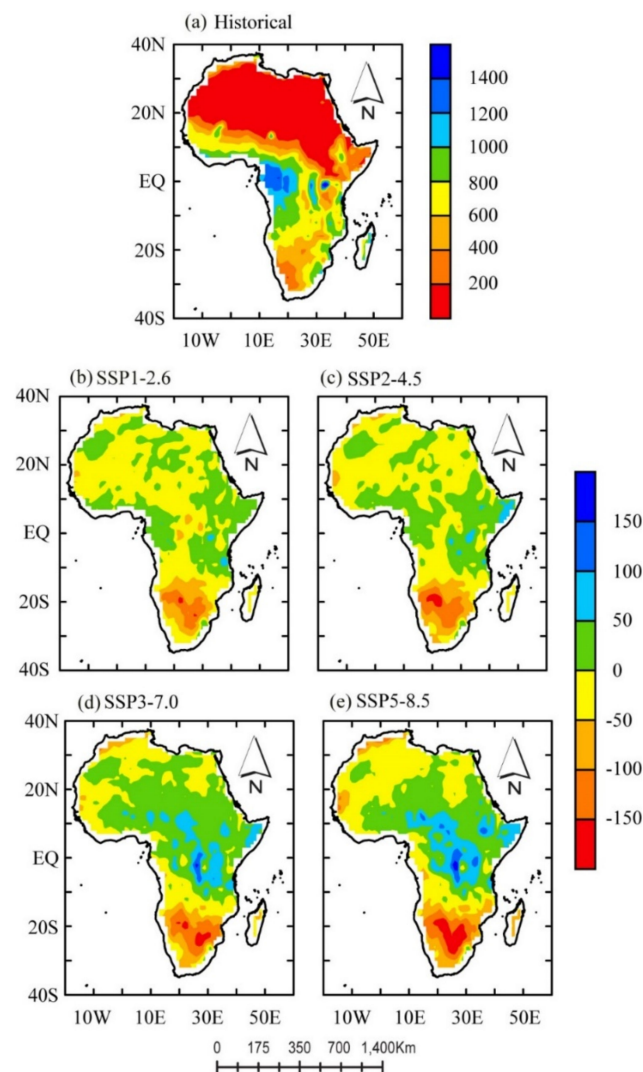 (a) Historical
40N
20N
EQ
20S
40S
10W 10E 30E 50E
N
1400
1200
1000
800
600
400
200
(b) SSP1-2.6
(c) SSP2-4.5
40N
20N
EQ
20S
40S
N
N
(d) SSP3-7.0
(e) SSP5-8.5
40N
20N
EQ
20S
40S
10W 10E 30E 50E
10W 10E 30E 50E
N
N
150
100
50
0
-50
-100
-150
0 175 350 700 1,400Km